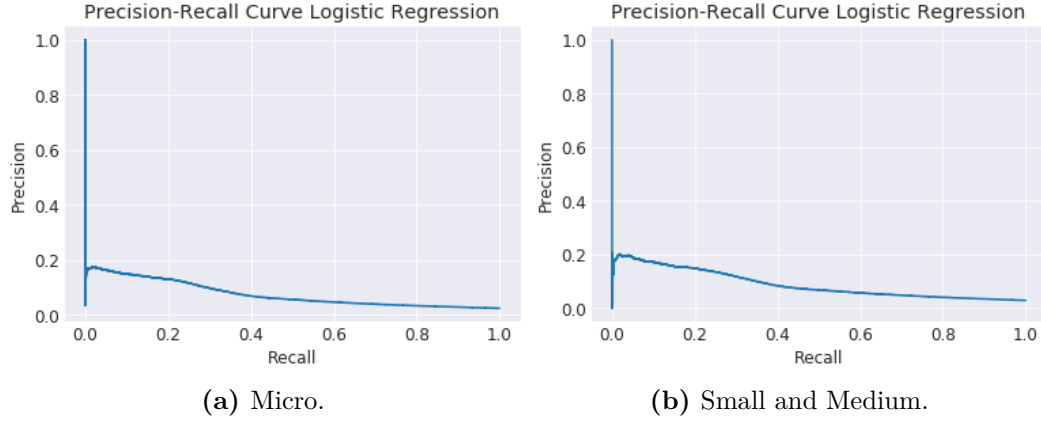 Precision-Recall Curve Logistic Regression
1.0
0.8
0.6
0.4
0.2
0.0
Precision
0.0 0.2 0.4 0.6 0.8 1.0
Recall
(a) Micro.
Precision-Recall Curve Logistic Regression
1.0
0.8
0.6
0.4
0.2
0.0
Precision
0.0 0.2 0.4 0.6 0.8 1.0
Recall
(b) Small and Medium.